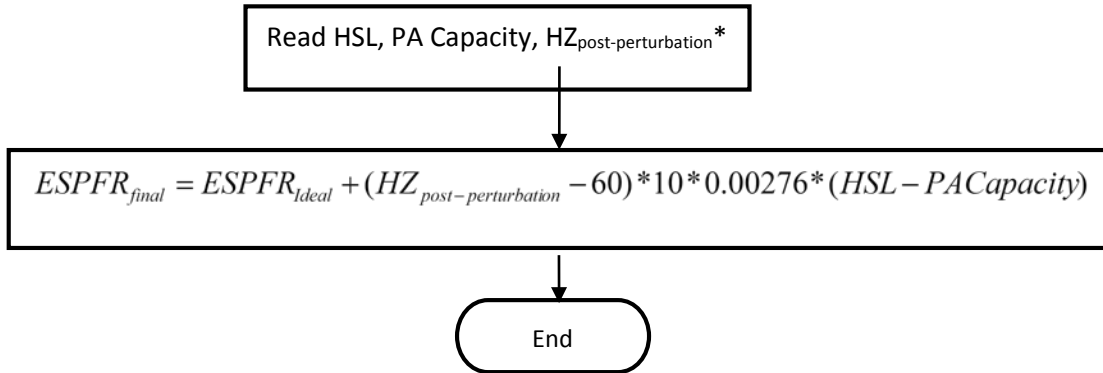 Read HSL, PA Capacity, HZpost-perturbation*
ESPFRfinal = ESPFRIdeal + (HZpost−perturbation −60)*10*0.00276*(HSL−PACapacity)
End